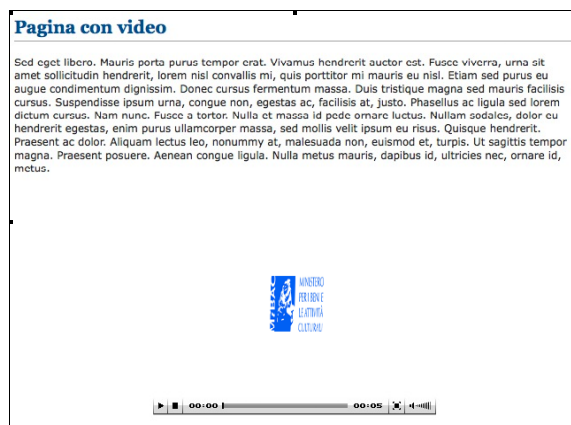 Pagina con video
Sed eget libero. Mauris porta purus tempor erat. Vivamus hendrerit auctor est. Fusce viverra, urna sit
amet sollicitudin hendrerit, lorem nisl convallis mi, quis porttitor mi mauris eu nisl. Etiam sed purus eu
augue condimentum dignissim. Donec cursus fermentum massa. Duis tristique magna sed mauris facilisis
cursus. Suspendisse ipsum urna, congue non, egestas ac, facilisis at, justo. Phasellus ac ligula sed lorem
dictum cursus. Nam nunc. Fusce a tortor. Nulla et massa id pede ornare luctus. Nullam sodales, dolor eu
hendrerit egestas, enim purus ullamcorper massa, sed mollis velit ipsum eu risus. Quisque hendrerit.
Praesent ac dolor. Aliquam lectus leo, nonummy at, malesuada non, euismod et, turpis. Ut sagittis tempor
magna. Praesent posuere. Aenean congue ligula. Nulla metus mauris, dapibus id, ultricies nec, ornare id,
metus.
MINISTERO
PER I BENI E
LE ATTIVITÀ
CULTURALI
00:00 00:05